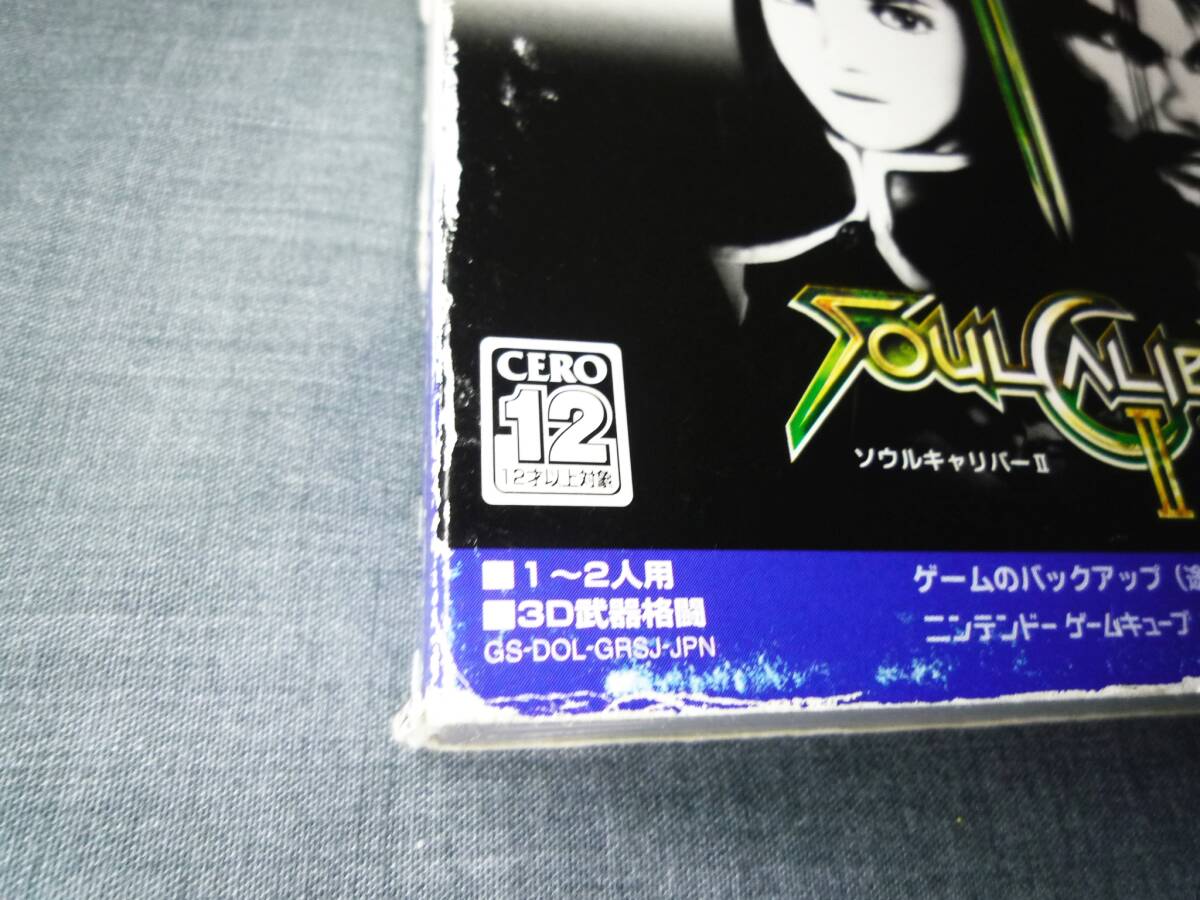 CERO
12
12才以上対象
SOULCALIB
II
ソウルキャリバーII
■1～2人用
■3D武器格闘
GS-DOL-GRSJ-JPN
ゲームのバックアップ（
ニンテンドー ゲームキューブ